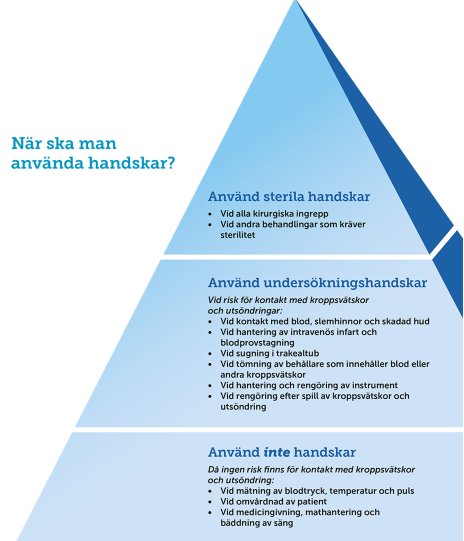 När ska man
använda handskar?
Använd sterila handskar
• Vid alla kirurgiska ingrepp
• Vid andra behandlingar som kräver
sterilitet
Använd undersökningshandskar
Vid risk för kontakt med kroppsvätskor
och utsöndringar:
• Vid kontakt med blod, slemhinnor och skadad hud
• Vid hantering av intravenös infart och
blodprovstagning
• Vid sugning i trakealtub
• Vid tömning av behållare som innehåller blod eller
andra kroppsvätskor
• Vid hantering och rengöring av instrument
• Vid rengöring efter spill av kroppsvätskor och
utsöndring
Använd inte handskar
Då ingen risk finns för kontakt med kroppsvätskor
och utsöndring:
• Vid mätning av blodtryck, temperatur och puls
• Vid omvårdnad av patient
• Vid medicingivning, mathantering och
bäddning av säng